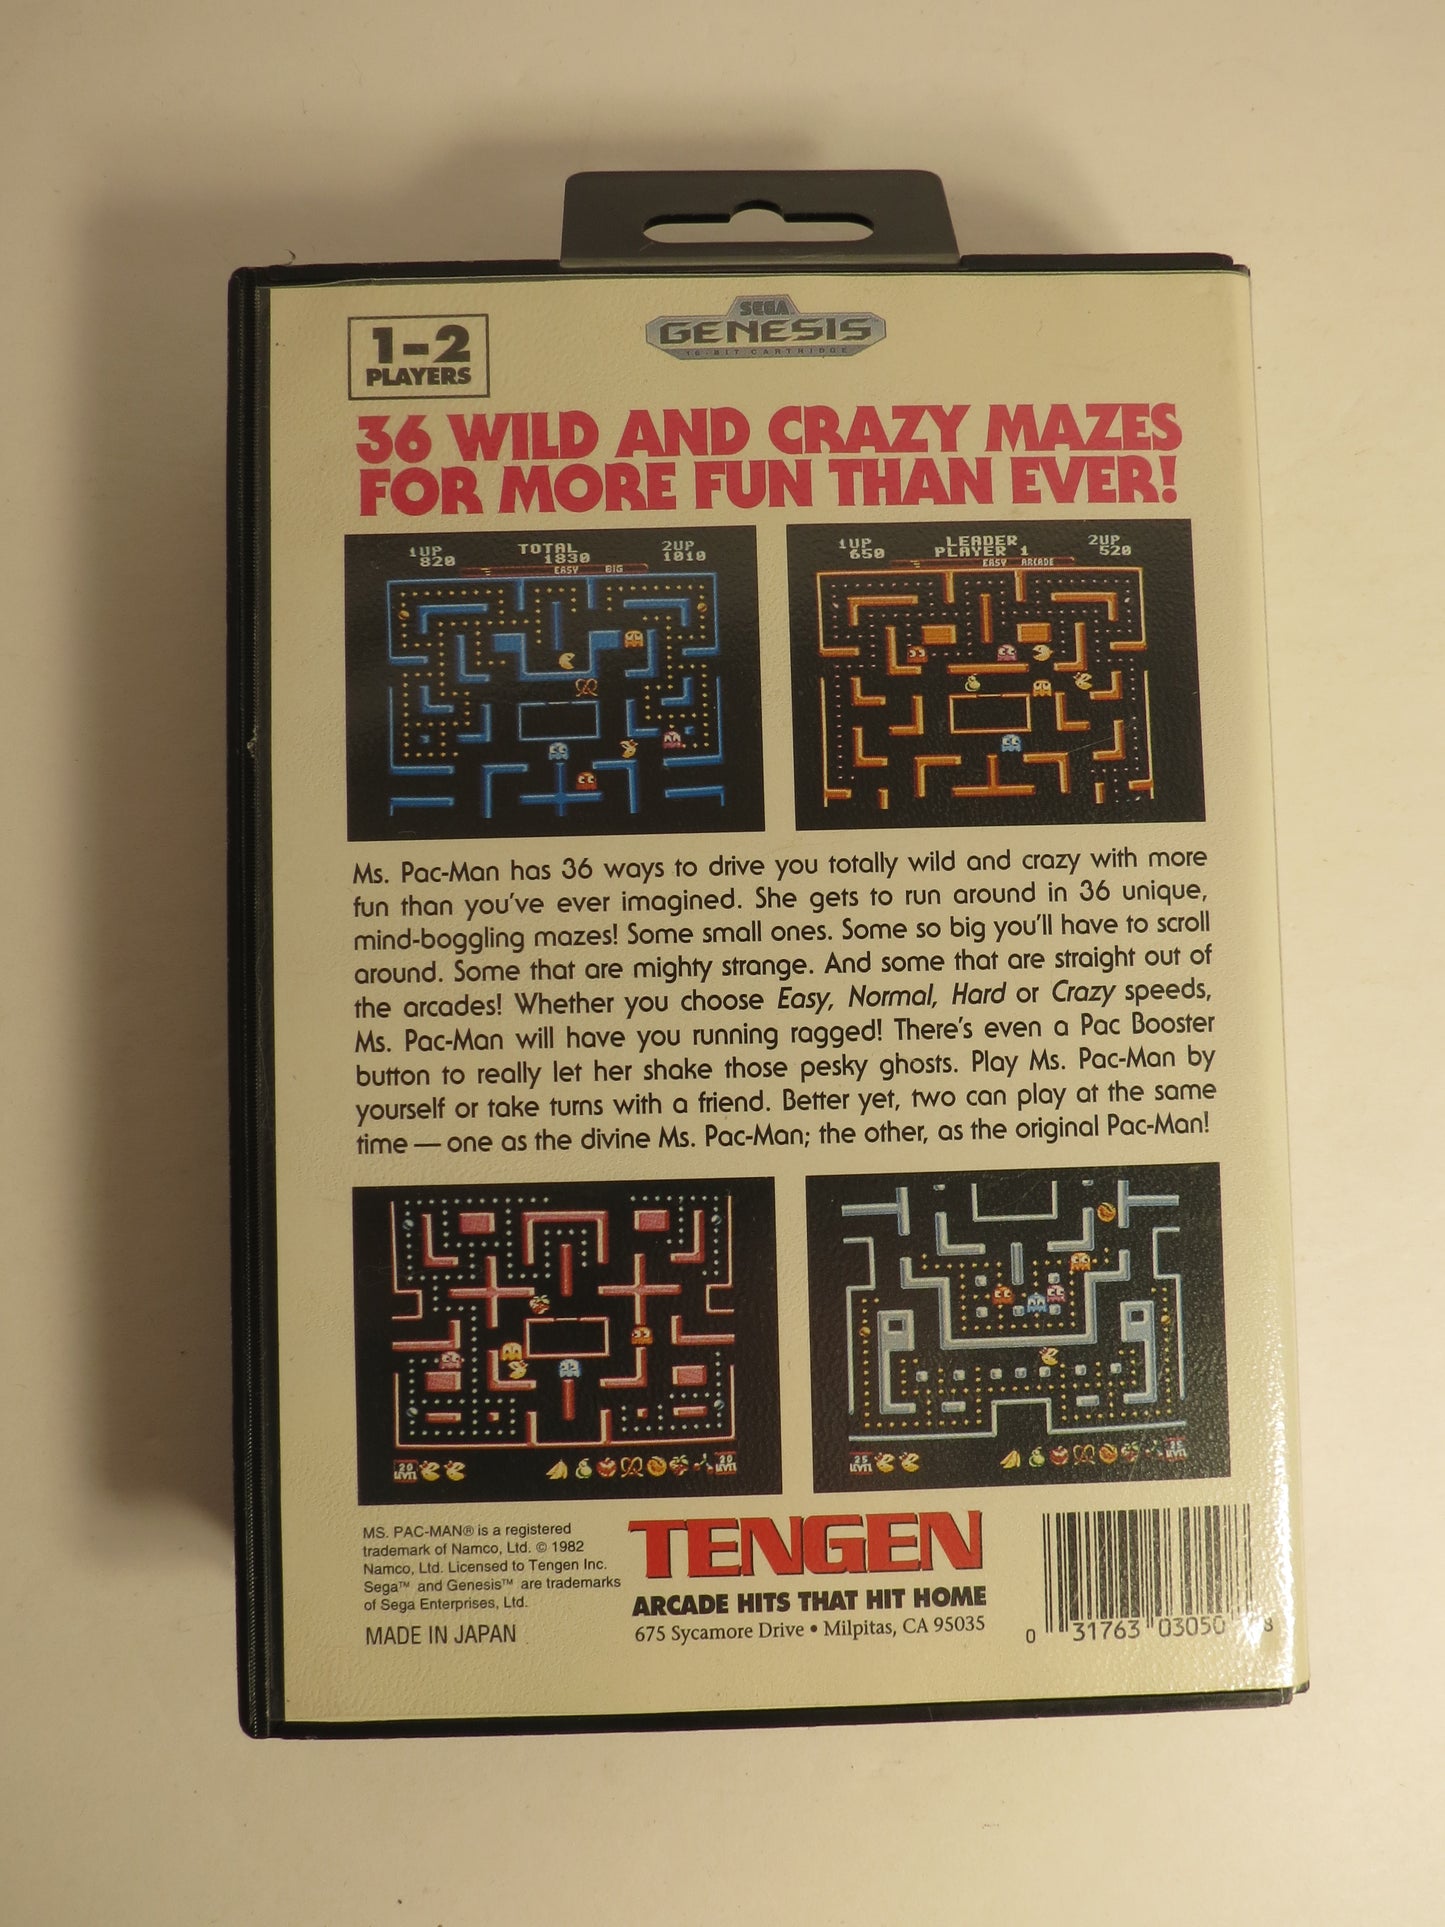 SEGA
GENESIS
16-BIT CARTRIDGE
1-2
PLAYERS
36 WILD AND CRAZY MAZES
FOR MORE FUN THAN EVER!
1UP TOTAL 2UP
820 1830 1010
EASY BIG
1UP LEADER 2UP
650 PLAYER 1 520
EASY ARCADE
Ms. Pac-Man has 36 ways to drive you totally wild and crazy with more
fun than you've ever imagined. She gets to run around in 36 unique,
mind-boggling mazes! Some small ones. Some so big you'll have to scroll
around. Some that are mighty strange. And some that are straight out of
the arcades! Whether you choose Easy, Normal, Hard or Crazy speeds,
Ms. Pac-Man will have you running ragged! There's even a Pac Booster
button to really let her shake those pesky ghosts. Play Ms. Pac-Man by
yourself or take turns with a friend. Better yet, two can play at the same
time — one as the divine Ms. Pac-Man; the other, as the original Pac-Man!
20 20
LEVEL LEVEL
25 25
LEVEL LEVEL
MS. PAC-MAN® is a registered
trademark of Namco, Ltd. © 1982
Namco, Ltd. Licensed to Tengen Inc.
Sega™ and Genesis™ are trademarks
of Sega Enterprises, Ltd.
MADE IN JAPAN
TENGEN
ARCADE HITS THAT HIT HOME
675 Sycamore Drive • Milpitas, CA 95035
0 31763 03050 8